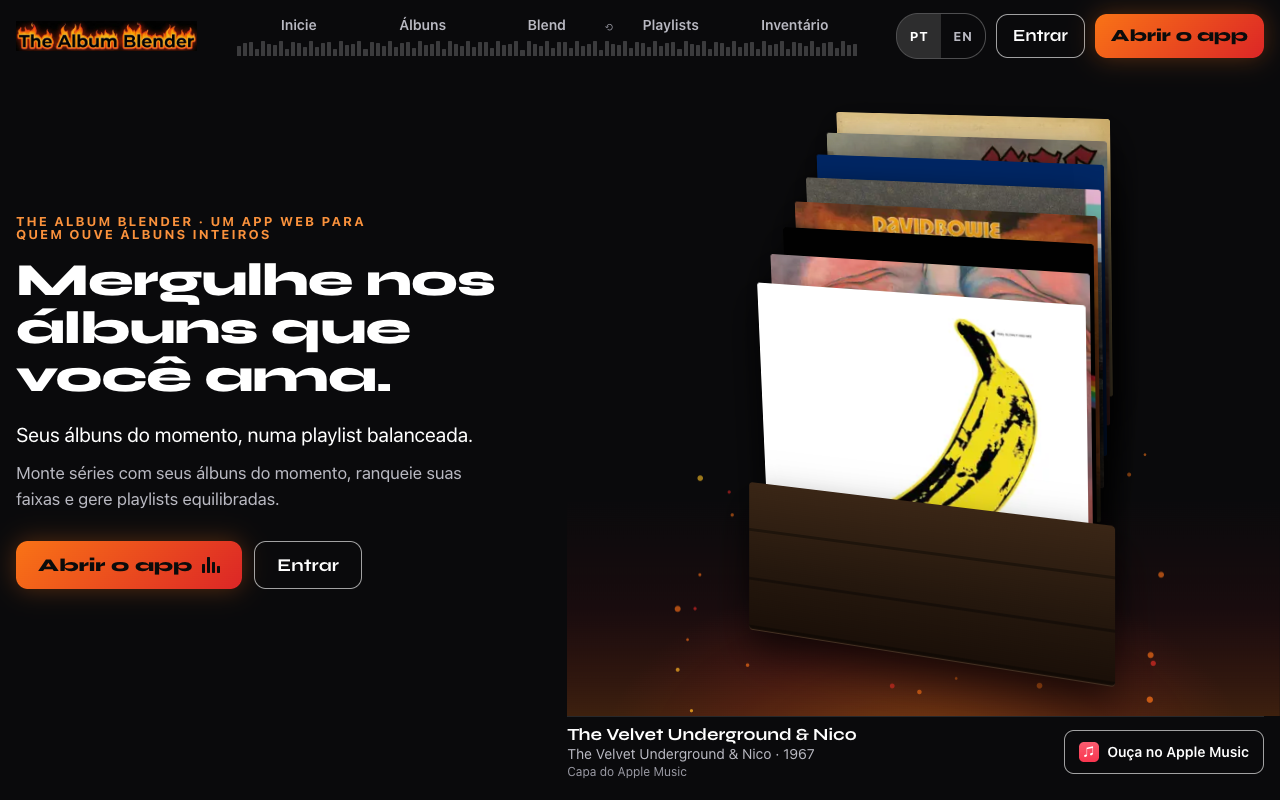 The Album Blender
Inicie
Álbuns
Blend
Playlists
Inventário
PT
EN
Entrar
Abrir o app
THE ALBUM BLENDER · UM APP WEB PARA
QUEM OUVE ÁLBUNS INTEIROS
Mergulhe nos
álbuns que
você ama.
Seus álbuns do momento, numa playlist balanceada.
Monte séries com seus álbuns do momento, ranqueie suas
faixas e gere playlists equilibradas.
Abrir o app
Entrar
DAVID BOWIE
The Velvet Underground & Nico
The Velvet Underground & Nico · 1967
Capa do Apple Music
Ouça no Apple Music